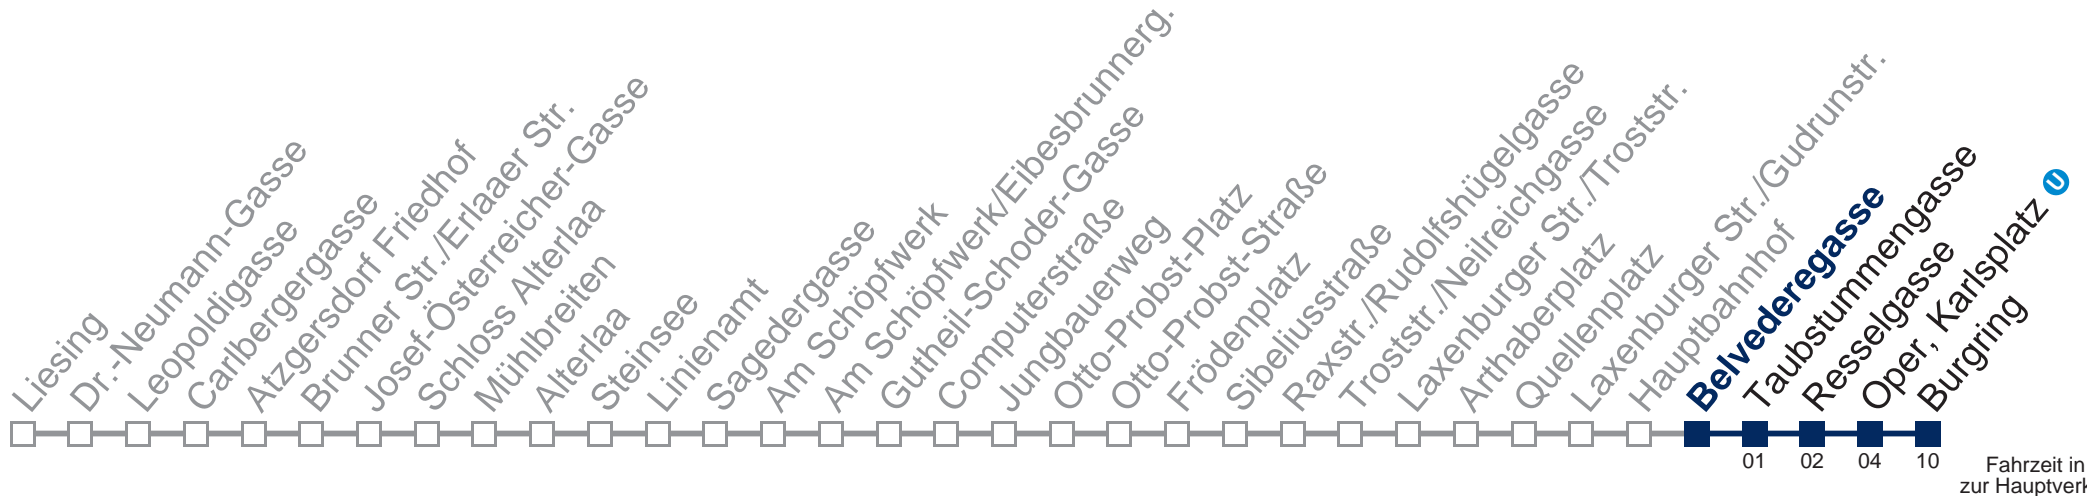 Liesing
Dr.-Neumann-Gasse
Leopoldigasse
Carlbergergasse
Atzgersdorf Friedhof
Brunner Str./Erlaaer Str.
Josef-Österreicher-Gasse
Schloss Alterlaa
Mühlbreiten
Alterlaa
Steinsee
Linienamt
Sagedergasse
Am Schöpfwerk
Am Schöpfwerk/Eibesbrunnerg.
Gutheil-Schoder-Gasse
Computerstraße
Jungbauerweg
Otto-Probst-Platz
Otto-Probst-Straße
Frödenplatz
Sibeliusstraße
Raxstr./Rudolfshügelgasse
Troststr./Neilreichgasse
Laxenburger Str./Troststr.
Arthaberplatz
Quellenplatz
Laxenburger Str./Gudrunstr.
Hauptbahnhof
Belvederegasse
Taubstummengasse
Resselgasse
Oper, Karlsplatz U
Burgring
01 02 04 10
Fahrzeit in
zur Hauptverk